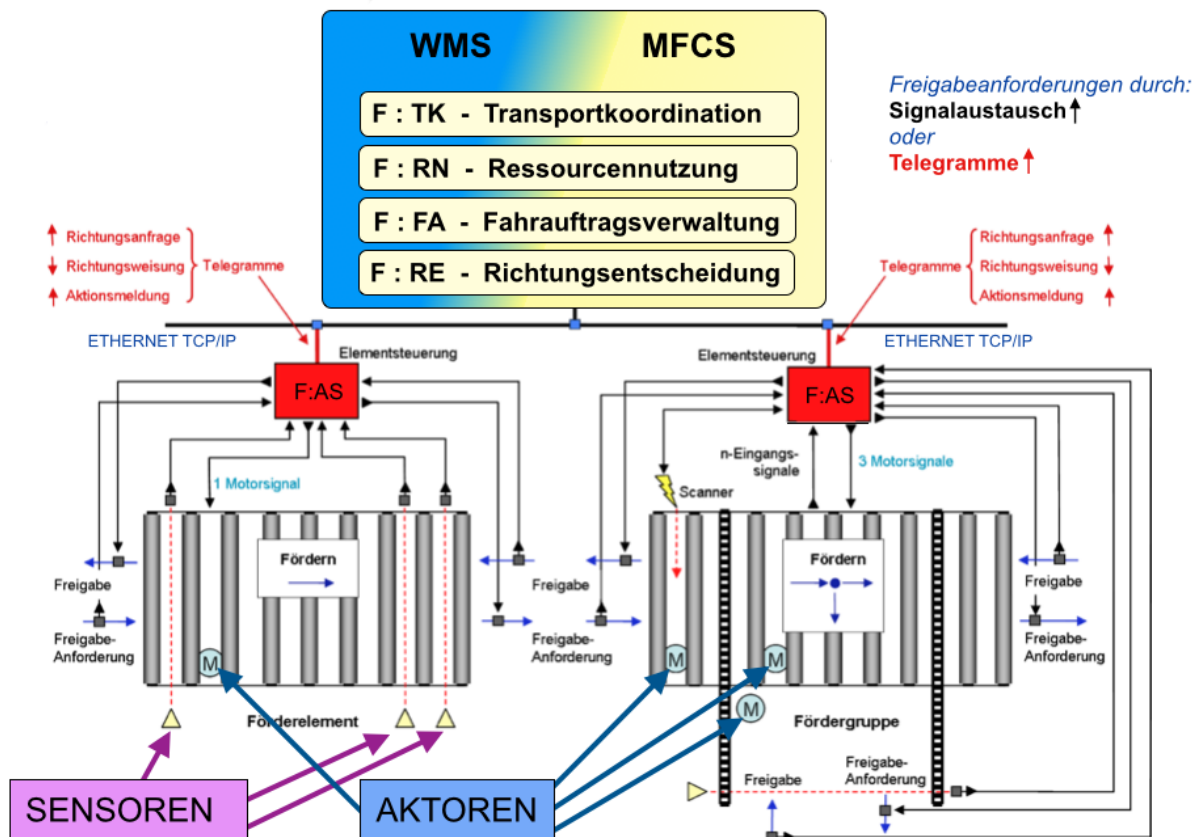 WMS MFCS
F : TK - Transportkoordination
F : RN - Ressourcennutzung
F : FA - Fahrauftragsverwaltung
F : RE - Richtungsentscheidung
Freigabeanforderungen durch:
Signalaustausch
oder
Telegramme
Richtungsanfrage
Richtungsweisung
Aktionsmeldung
Telegramme
Telegramme
Richtungsanfrage
Richtungsweisung
Aktionsmeldung
ETHERNET TCP/IP
ETHERNET TCP/IP
Elementsteuerung
F:AS
Elementsteuerung
F:AS
1 Motorsignal
n-Eingangs-
signale
3 Motorsignale
Scanner
Fördern
Freigabe
Freigabe-
Anforderung
M
Förderelement
Freigabe
Freigabe-
Anforderung
Fördern
M
M
M
Fördergruppe
Freigabe
Freigabe-
Anforderung
Freigabe
Freigabe-
Anforderung
SENSOREN
AKTOREN